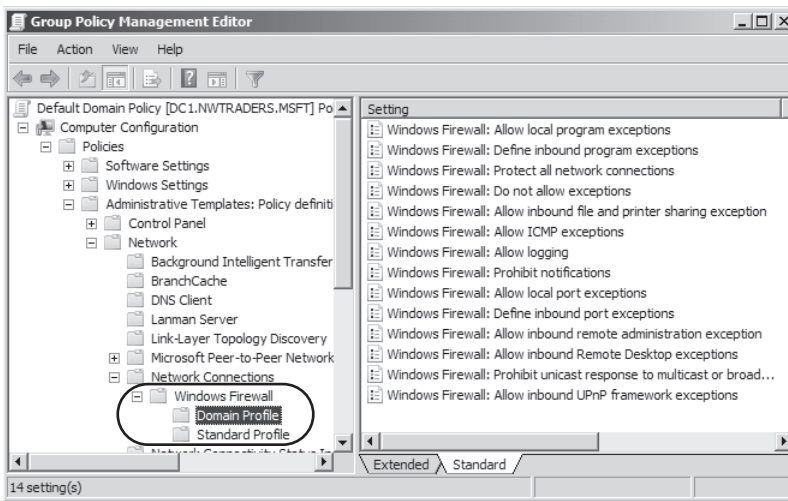 Group Policy Management Editor
File Action View Help
Default Domain Policy [DC1.NWTRADERS.MSFT] Po
Computer Configuration
Policies
Software Settings
Windows Settings
Administrative Templates: Policy definiti
Control Panel
Network
Background Intelligent Transfer
BranchCache
DNS Client
Lanman Server
Link-Layer Topology Discovery
Microsoft Peer-to-Peer Network
Network Connections
Windows Firewall
Domain Profile
Standard Profile
Network Connectivity Status In
Setting
Windows Firewall: Allow local program exceptions
Windows Firewall: Define inbound program exceptions
Windows Firewall: Protect all network connections
Windows Firewall: Do not allow exceptions
Windows Firewall: Allow inbound file and printer sharing exception
Windows Firewall: Allow ICMP exceptions
Windows Firewall: Allow logging
Windows Firewall: Prohibit notifications
Windows Firewall: Allow local port exceptions
Windows Firewall: Define inbound port exceptions
Windows Firewall: Allow inbound remote administration exception
Windows Firewall: Allow inbound Remote Desktop exceptions
Windows Firewall: Prohibit unicast response to multicast or broad...
Windows Firewall: Allow inbound UPnP framework exceptions
Extended Standard
14 setting(s)